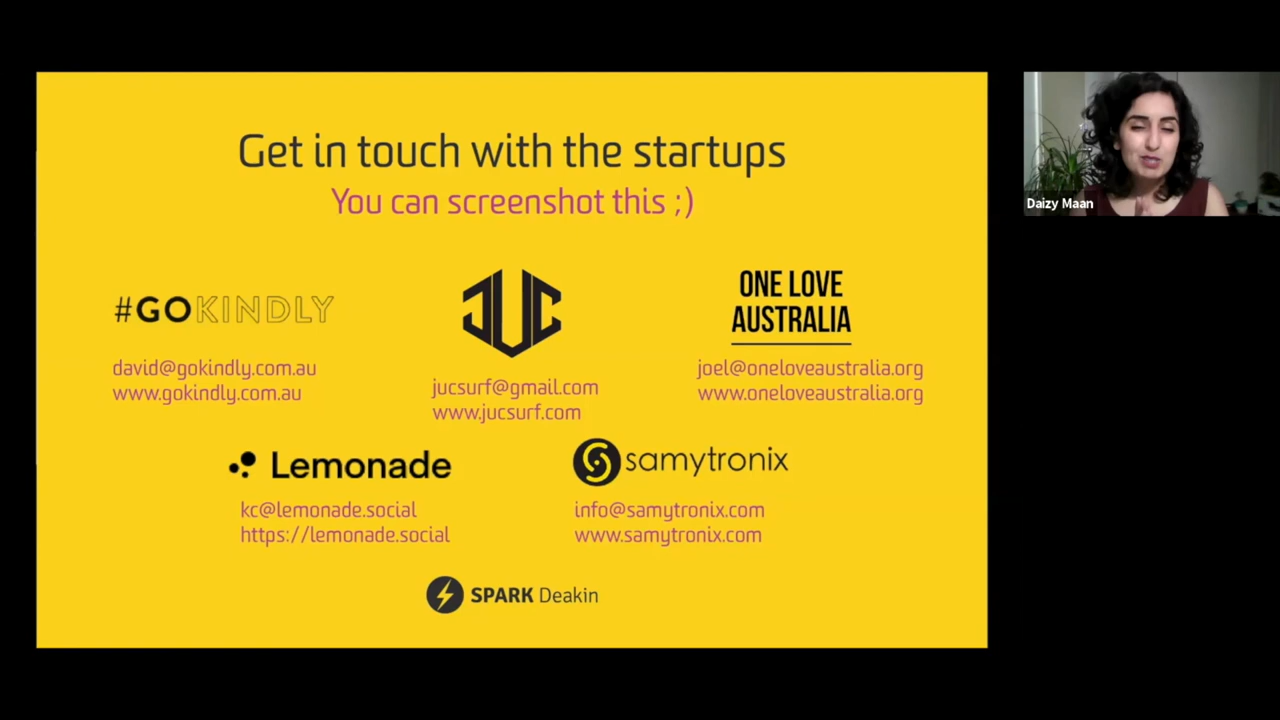 Get in touch with the startups
You can screenshot this ;)
#GOKINDLY
david@gokindly.com.au
www.gokindly.com.au
JUC
jucsurf@gmail.com
www.jucsurf.com
ONE LOVE
AUSTRALIA
joel@oneloveaustralia.org
www.oneloveaustralia.org
Lemonade
kc@lemonade.social
https://lemonade.social
samytronix
info@samytronix.com
www.samytronix.com
SPARK Deakin
Daizy Maan